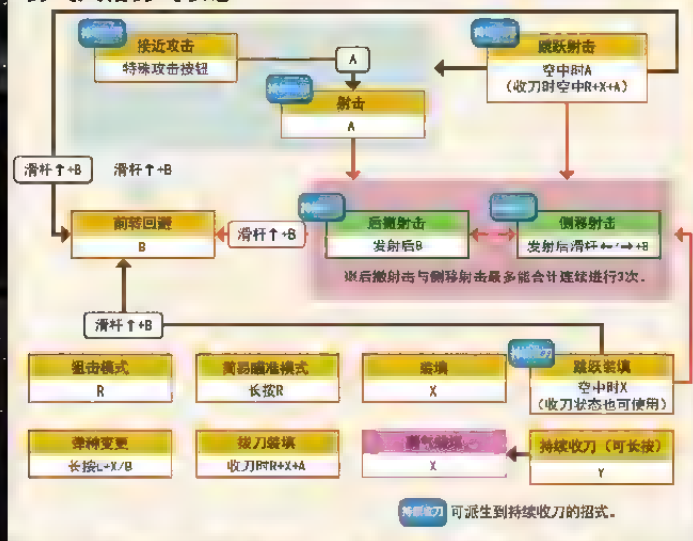 接近攻击
特殊攻击按钮
A
跳跃射击
空中时A
（收刀时空中R+X+A）
射击
A
滑杆↑+B
滑杆↑+B
前转回避
B
滑杆↑+B
后撤射击
发射后B
侧移射击
发射后滑杆←/→+B
※后撤射击与侧移射击最多能合计连续进行3次.
滑杆↑+B
狙击模式
R
简易瞄准模式
长按R
装填
X
跳跃装填
空中时X
（收刀状态也可使用）
弹种变更
长按L+X/B
拔刀装填
收刀时R+X+A
X
持续收刀（可长按）
Y
持续收刀 可派生到持续收刀的招式.